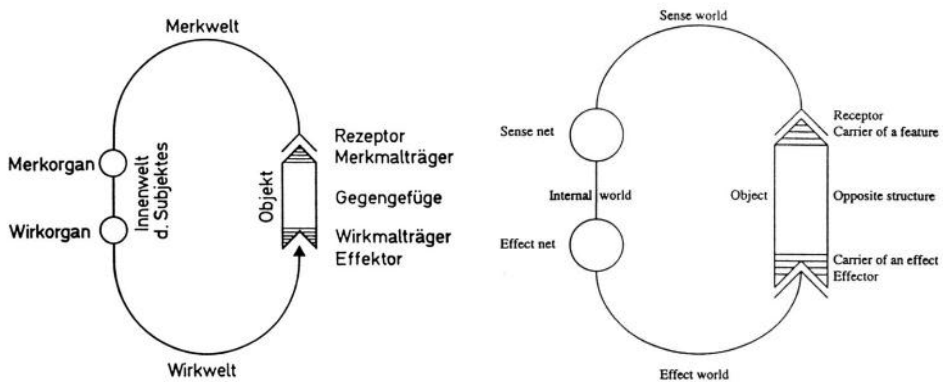 Merkwelt
Rezeptor
Merkmalträger
Merkorgan
Innenwelt
d. Subjektes
Objekt
Gegengefüge
Wirkorgan
Wirkmalträger
Effektor
Wirkwelt
Sense world
Receptor
Carrier of a feature
Sense net
Internal world
Object
Opposite structure
Effect net
Carrier of an effect
Effector
Effect world